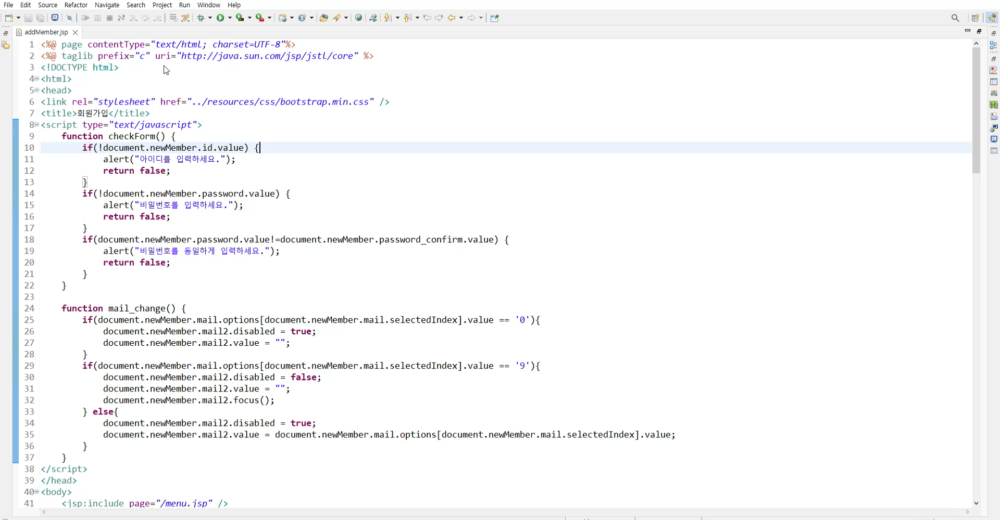 File Edit Source Refactor Navigate Search Project Run Window Help
addMember.jsp
1 <%@ page contentType="text/html; charset=UTF-8"%>
2 <%@ taglib prefix="c" uri="http://java.sun.com/jsp/jstl/core" %>
3 <!DOCTYPE html>
4 <html>
5 <head>
6 <link rel="stylesheet" href="../resources/css/bootstrap.min.css" />
7 <title>회원가입</title>
8 <script type="text/javascript">
9 function checkForm() {
10 if(!document.newMember.id.value) {
11 alert("아이디를 입력하세요.");
12 return false;
13 }
14 if(!document.newMember.password.value) {
15 alert("비밀번호를 입력하세요.");
16 return false;
17 }
18 if(document.newMember.password.value!=document.newMember.password_confirm.value) {
19 alert("비밀번호를 동일하게 입력하세요.");
20 return false;
21 }
22 }
23
24 function mail_change() {
25 if(document.newMember.mail.options[document.newMember.mail.selectedIndex].value == '0'){
26 document.newMember.mail2.disabled = true;
27 document.newMember.mail2.value = "";
28 }
29 if(document.newMember.mail.options[document.newMember.mail.selectedIndex].value == '9'){
30 document.newMember.mail2.disabled = false;
31 document.newMember.mail2.value = "";
32 document.newMember.mail2.focus();
33 } else{
34 document.newMember.mail2.disabled = true;
35 document.newMember.mail2.value = document.newMember.mail.options[document.newMember.mail.selectedIndex].value;
36 }
37 }
38 </script>
39 </head>
40 <body>
41 <jsp:include page="/menu.jsp" />